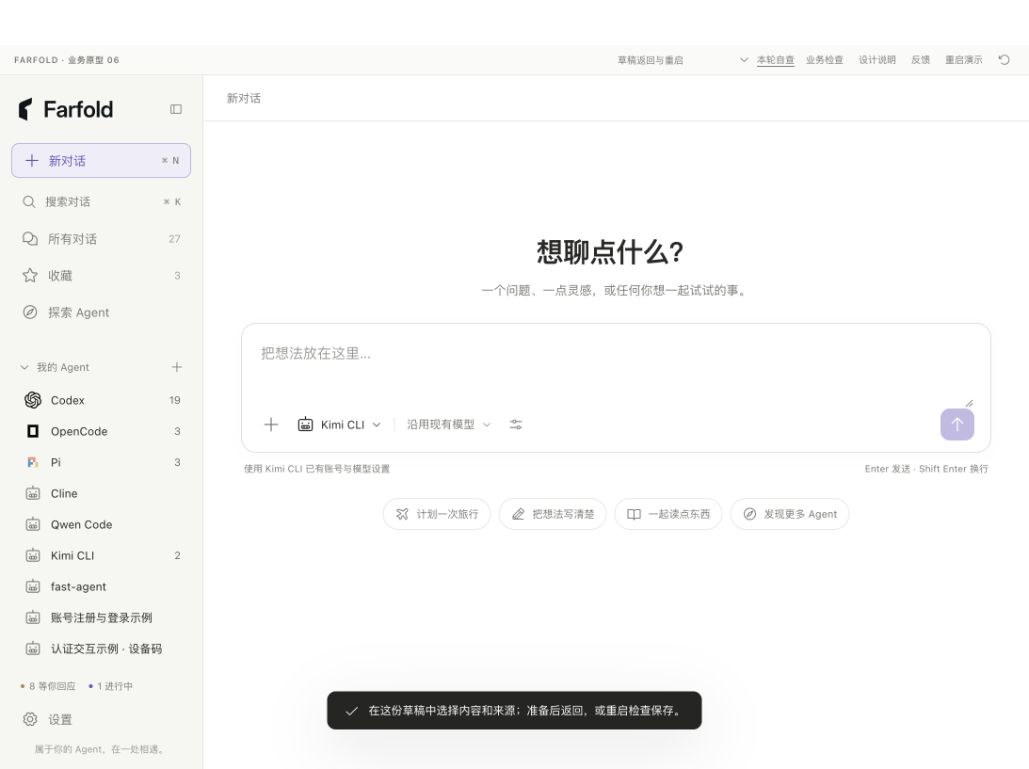 FARFOLD · 业务原型 06
草稿返回与重启
本轮自查
业务检查
设计说明
反馈
重启演示
Farfold
新对话
⌘ N
搜索对话
⌘ K
所有对话
27
收藏
3
探索 Agent
我的 Agent
Codex
19
OpenCode
3
Pi
3
Cline
Qwen Code
Kimi CLI
2
fast-agent
账号注册与登录示例
认证交互示例 · 设备码
8 等你回应
1 进行中
设置
属于你的 Agent，在一处相遇。
新对话
想聊点什么?
一个问题、一点灵感，或任何你想一起试试的事。
把想法放在这里...
Kimi CLI
沿用现有模型
使用 Kimi CLI 已有账号与模型设置
Enter 发送 · Shift Enter 换行
计划一次旅行
把想法写清楚
一起读点东西
发现更多 Agent
在这份草稿中选择内容和来源；准备后返回，或重启检查保存。